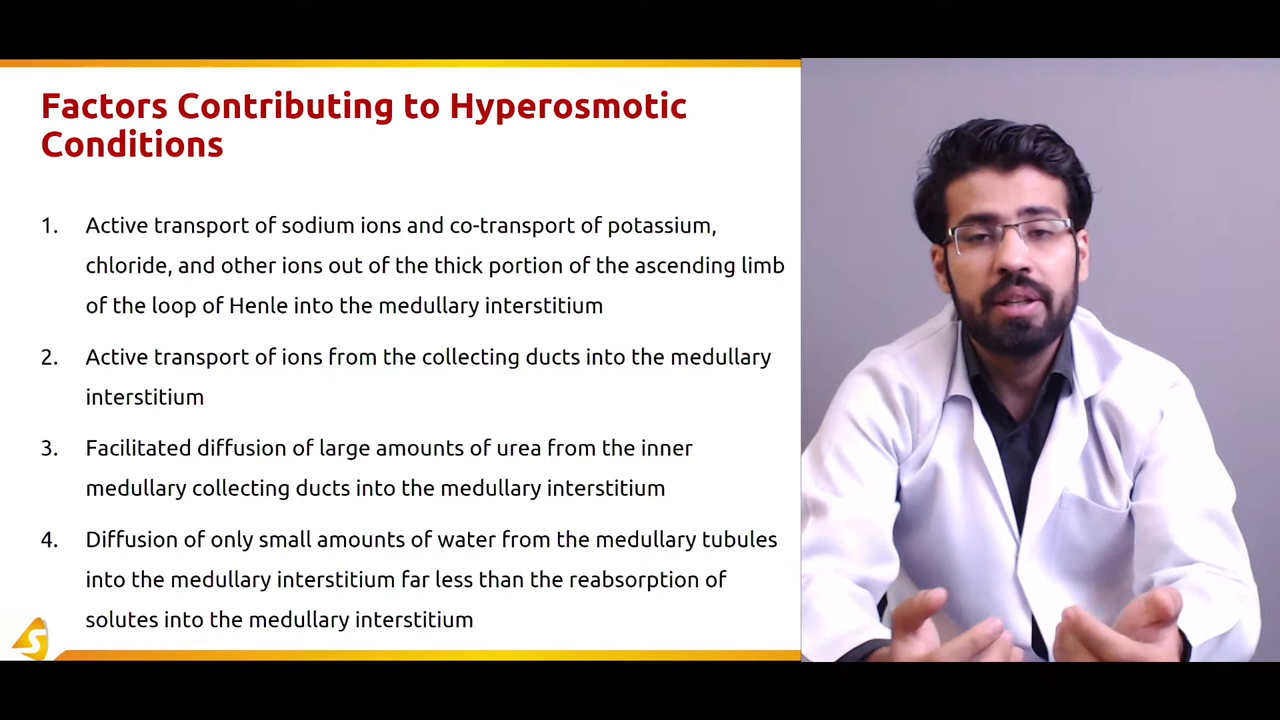 Factors Contributing to Hyperosmotic
Conditions
1. Active transport of sodium ions and co-transport of potassium,
chloride, and other ions out of the thick portion of the ascending limb
of the loop of Henle into the medullary interstitium
2. Active transport of ions from the collecting ducts into the medullary
interstitium
3. Facilitated diffusion of large amounts of urea from the inner
medullary collecting ducts into the medullary interstitium
4. Diffusion of only small amounts of water from the medullary tubules
into the medullary interstitium far less than the reabsorption of
solutes into the medullary interstitium